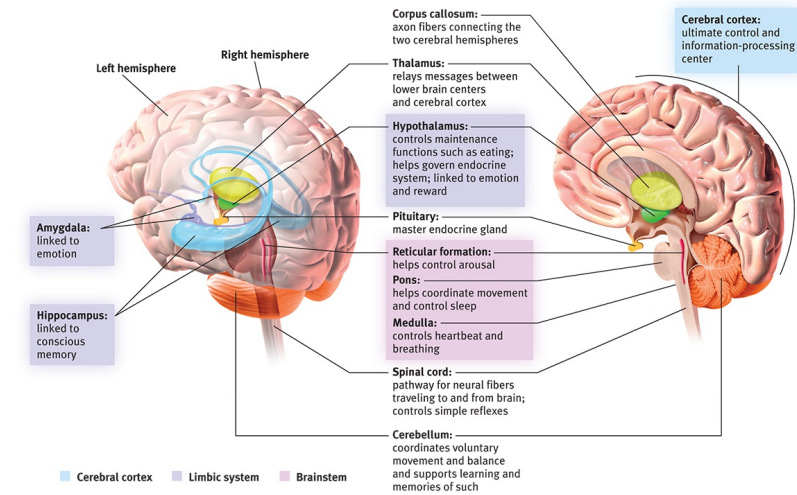 Corpus callosum:
axon fibers connecting the
two cerebral hemispheres
Cerebral cortex:
ultimate control and
information-processing
center
Right hemisphere
Left hemisphere
Thalamus:
relays messages between
lower brain centers
and cerebral cortex
Hypothalamus:
controls maintenance
functions such as eating;
helps govern endocrine
system; linked to emotion
and reward
Amygdala:
linked to
emotion
Pituitary:
master endocrine gland
Reticular formation:
helps control arousal
Pons:
helps coordinate movement
and control sleep
Medulla:
controls heartbeat and
breathing
Hippocampus:
linked to
conscious
memory
Spinal cord:
pathway for neural fibers
traveling to and from brain;
controls simple reflexes
Cerebellum:
coordinates voluntary
movement and balance
and supports learning and
memories of such
Cerebral cortex
Limbic system
Brainstem